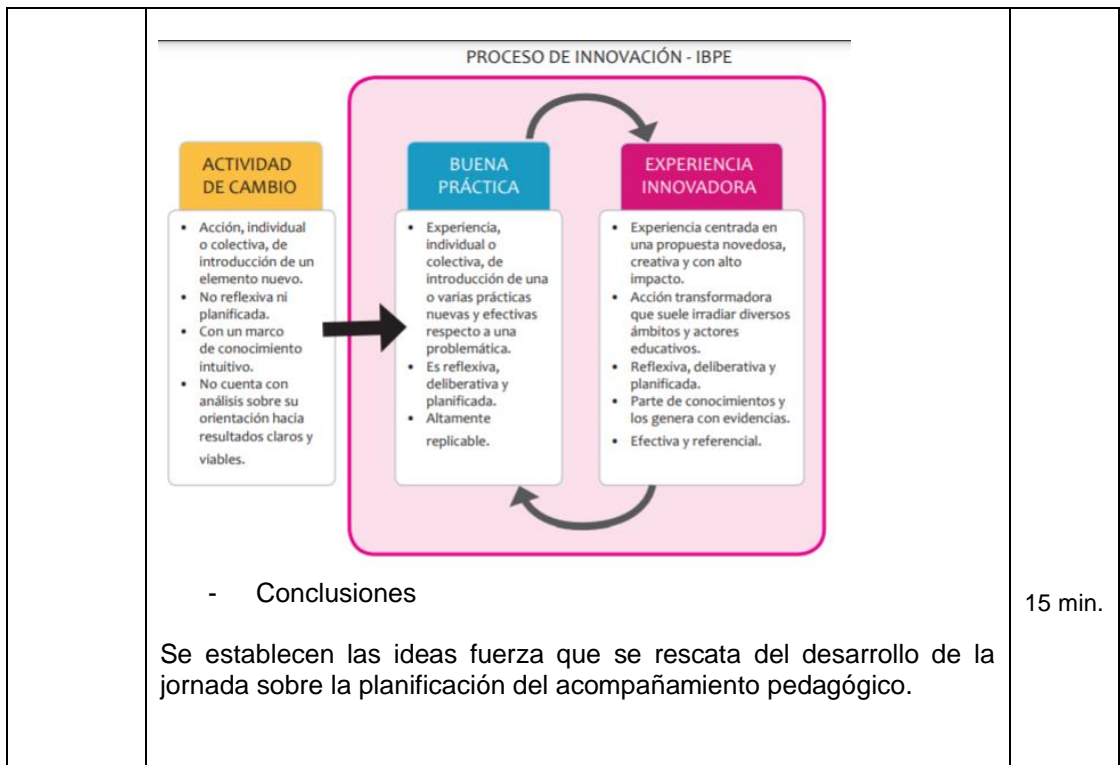 PROCESO DE INNOVACIÓN - IBPE
ACTIVIDAD
DE CAMBIO
• Acción, individual
o colectiva, de
introducción de un
elemento nuevo.
• No reflexiva ni
planificada.
• Con un marco
de conocimiento
intuitivo.
• No cuenta con
análisis sobre su
orientación hacia
resultados claros y
viables.
BUENA
PRÁCTICA
• Experiencia,
individual o
colectiva, de
introducción de una
o varias prácticas
nuevas y efectivas
respecto a una
problemática.
• Es reflexiva,
deliberativa y
planificada.
• Altamente
replicable.
EXPERIENCIA
INNOVADORA
• Experiencia centrada en
una propuesta novedosa,
creativa y con alto
impacto.
• Acción transformadora
que suele irradiar diversos
ámbitos y actores
educativos.
• Reflexiva, deliberativa y
planificada.
• Parte de conocimientos y
los genera con evidencias.
• Efectiva y referencial.
- Conclusiones
15 min.
Se establecen las ideas fuerza que se rescata del desarrollo de la
jornada sobre la planificación del acompañamiento pedagógico.